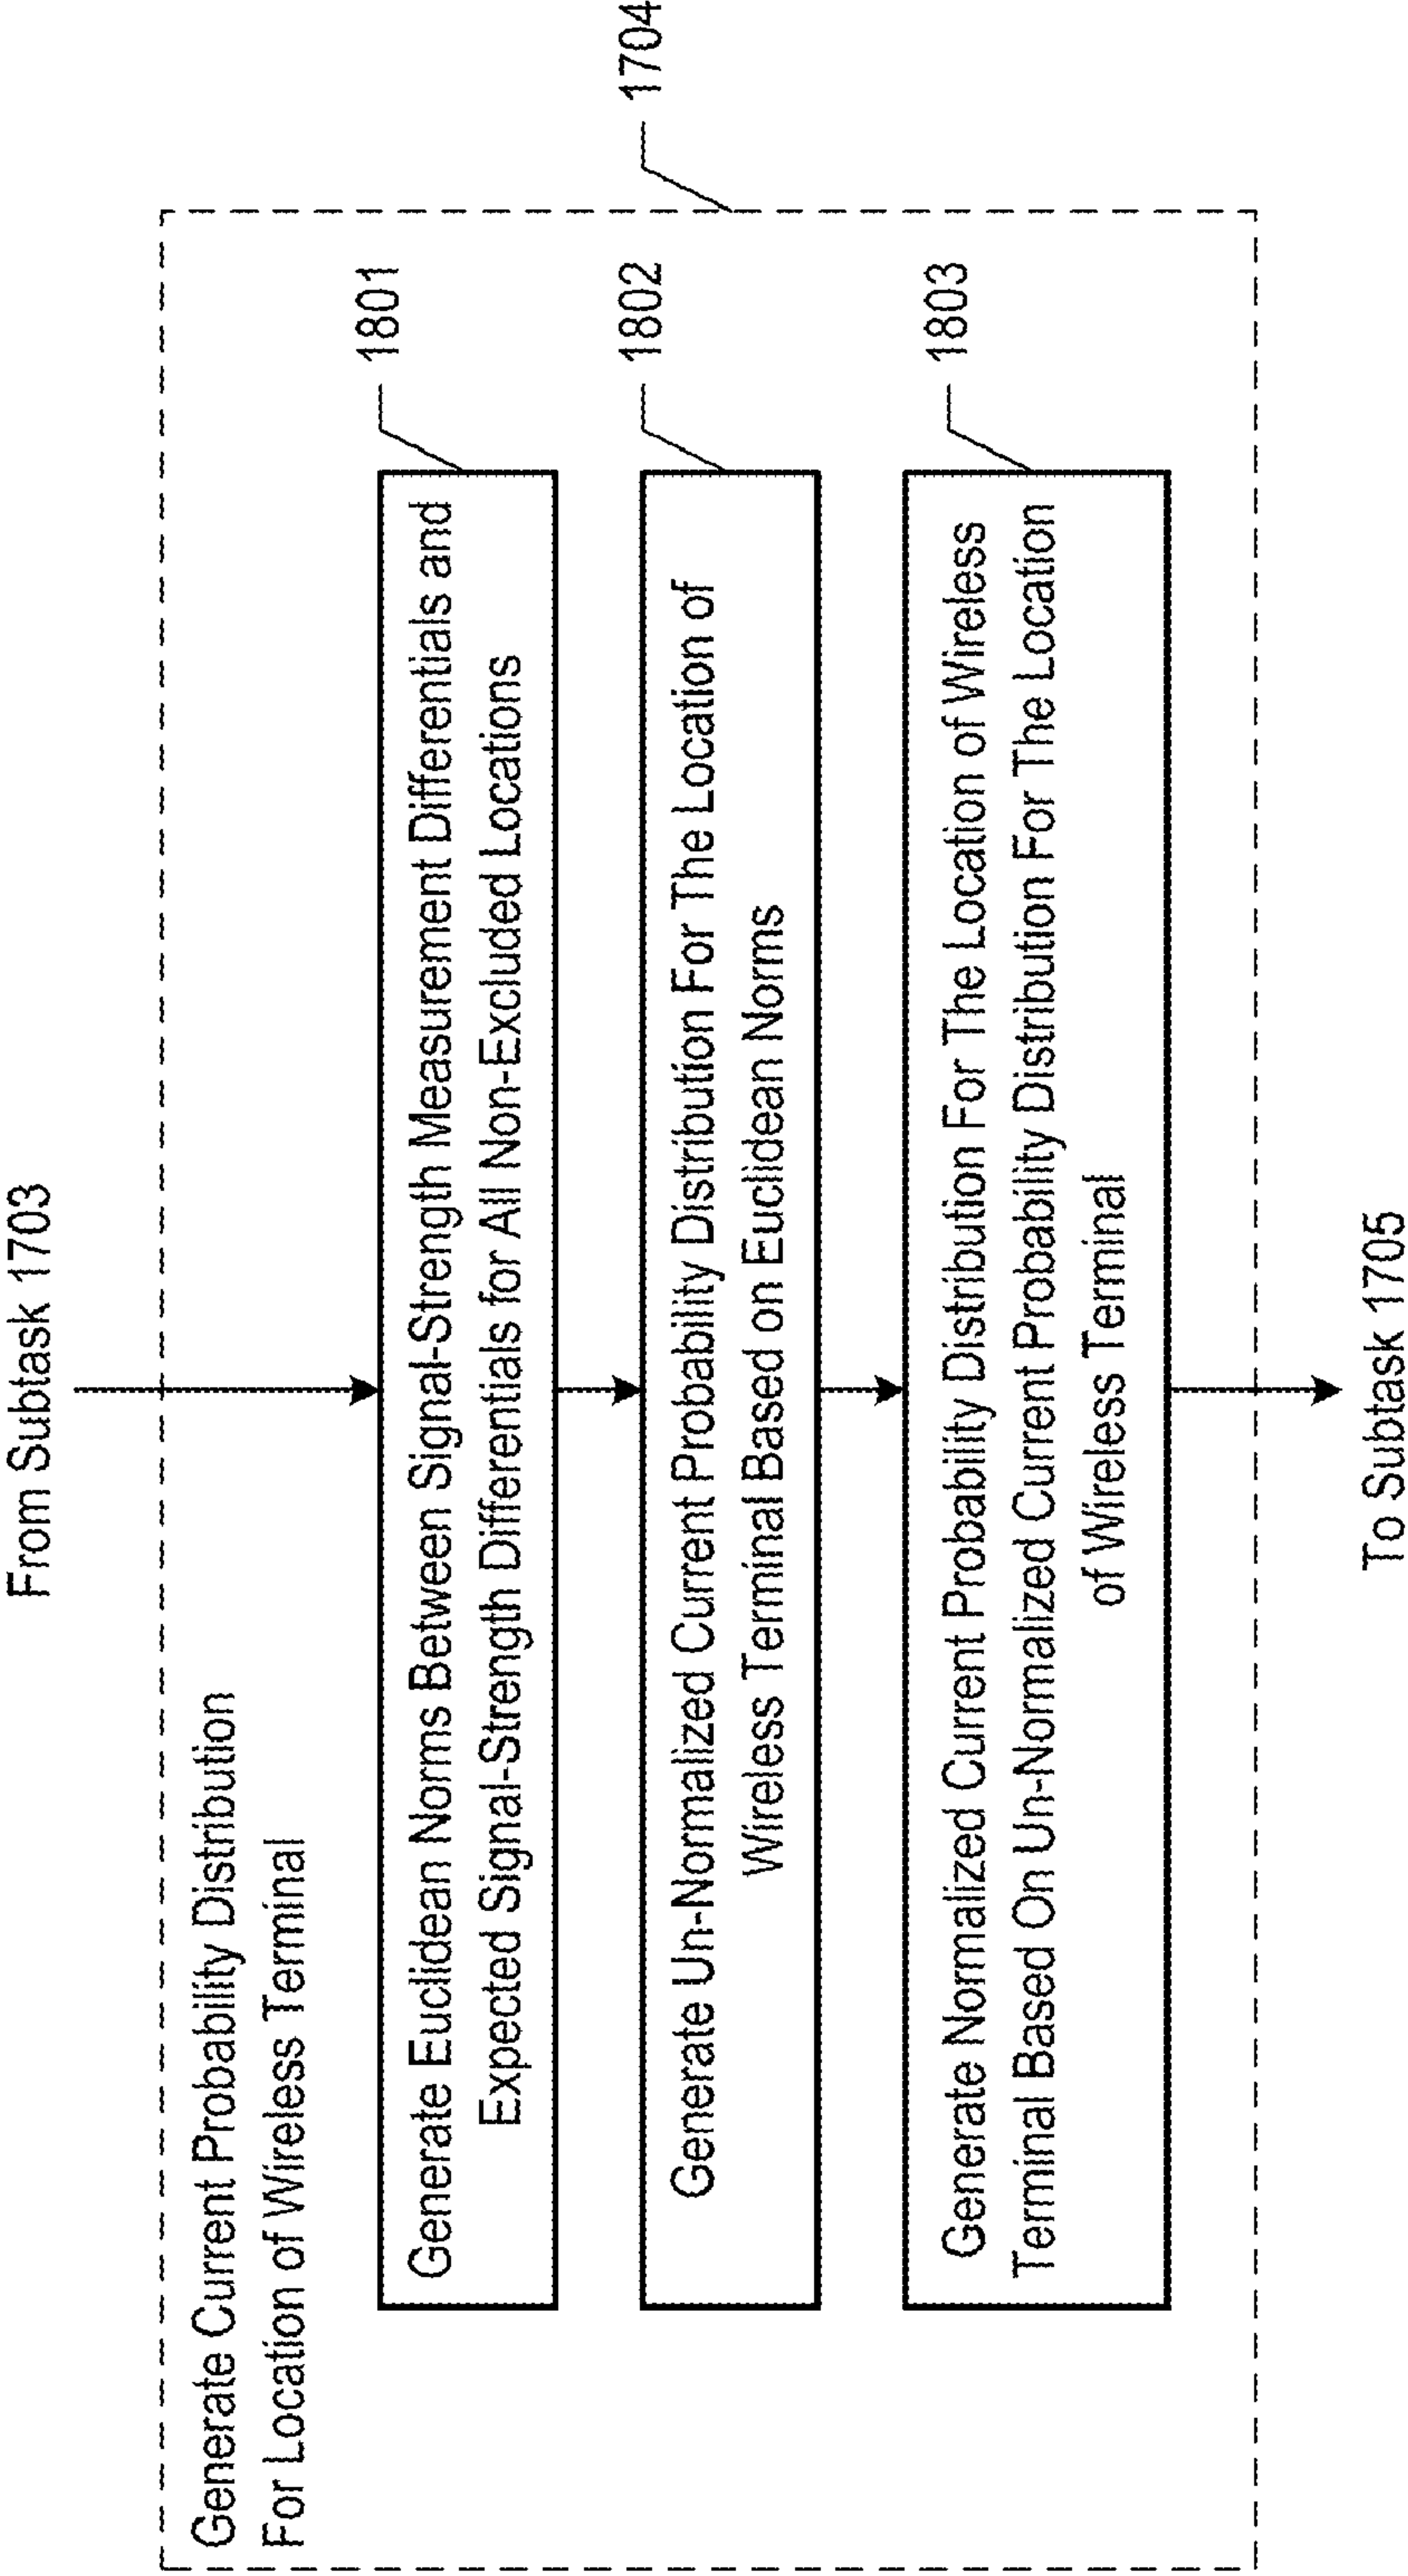 From Subtask 1703
Generate Current Probability Distribution
For Location of Wireless Terminal
1704
1801
Generate Euclidean Norms Between Signal-Strength Measurement Differentials and
Expected Signal-Strength Differentials for All Non-Excluded Locations
1802
Generate Un-Normalized Current Probability Distribution For The Location of
Wireless Terminal Based on Euclidean Norms
1803
Generate Normalized Current Probability Distribution For The Location of Wireless
Terminal Based On Un-Normalized Current Probability Distribution For The Location
of Wireless Terminal
To Subtask 1705